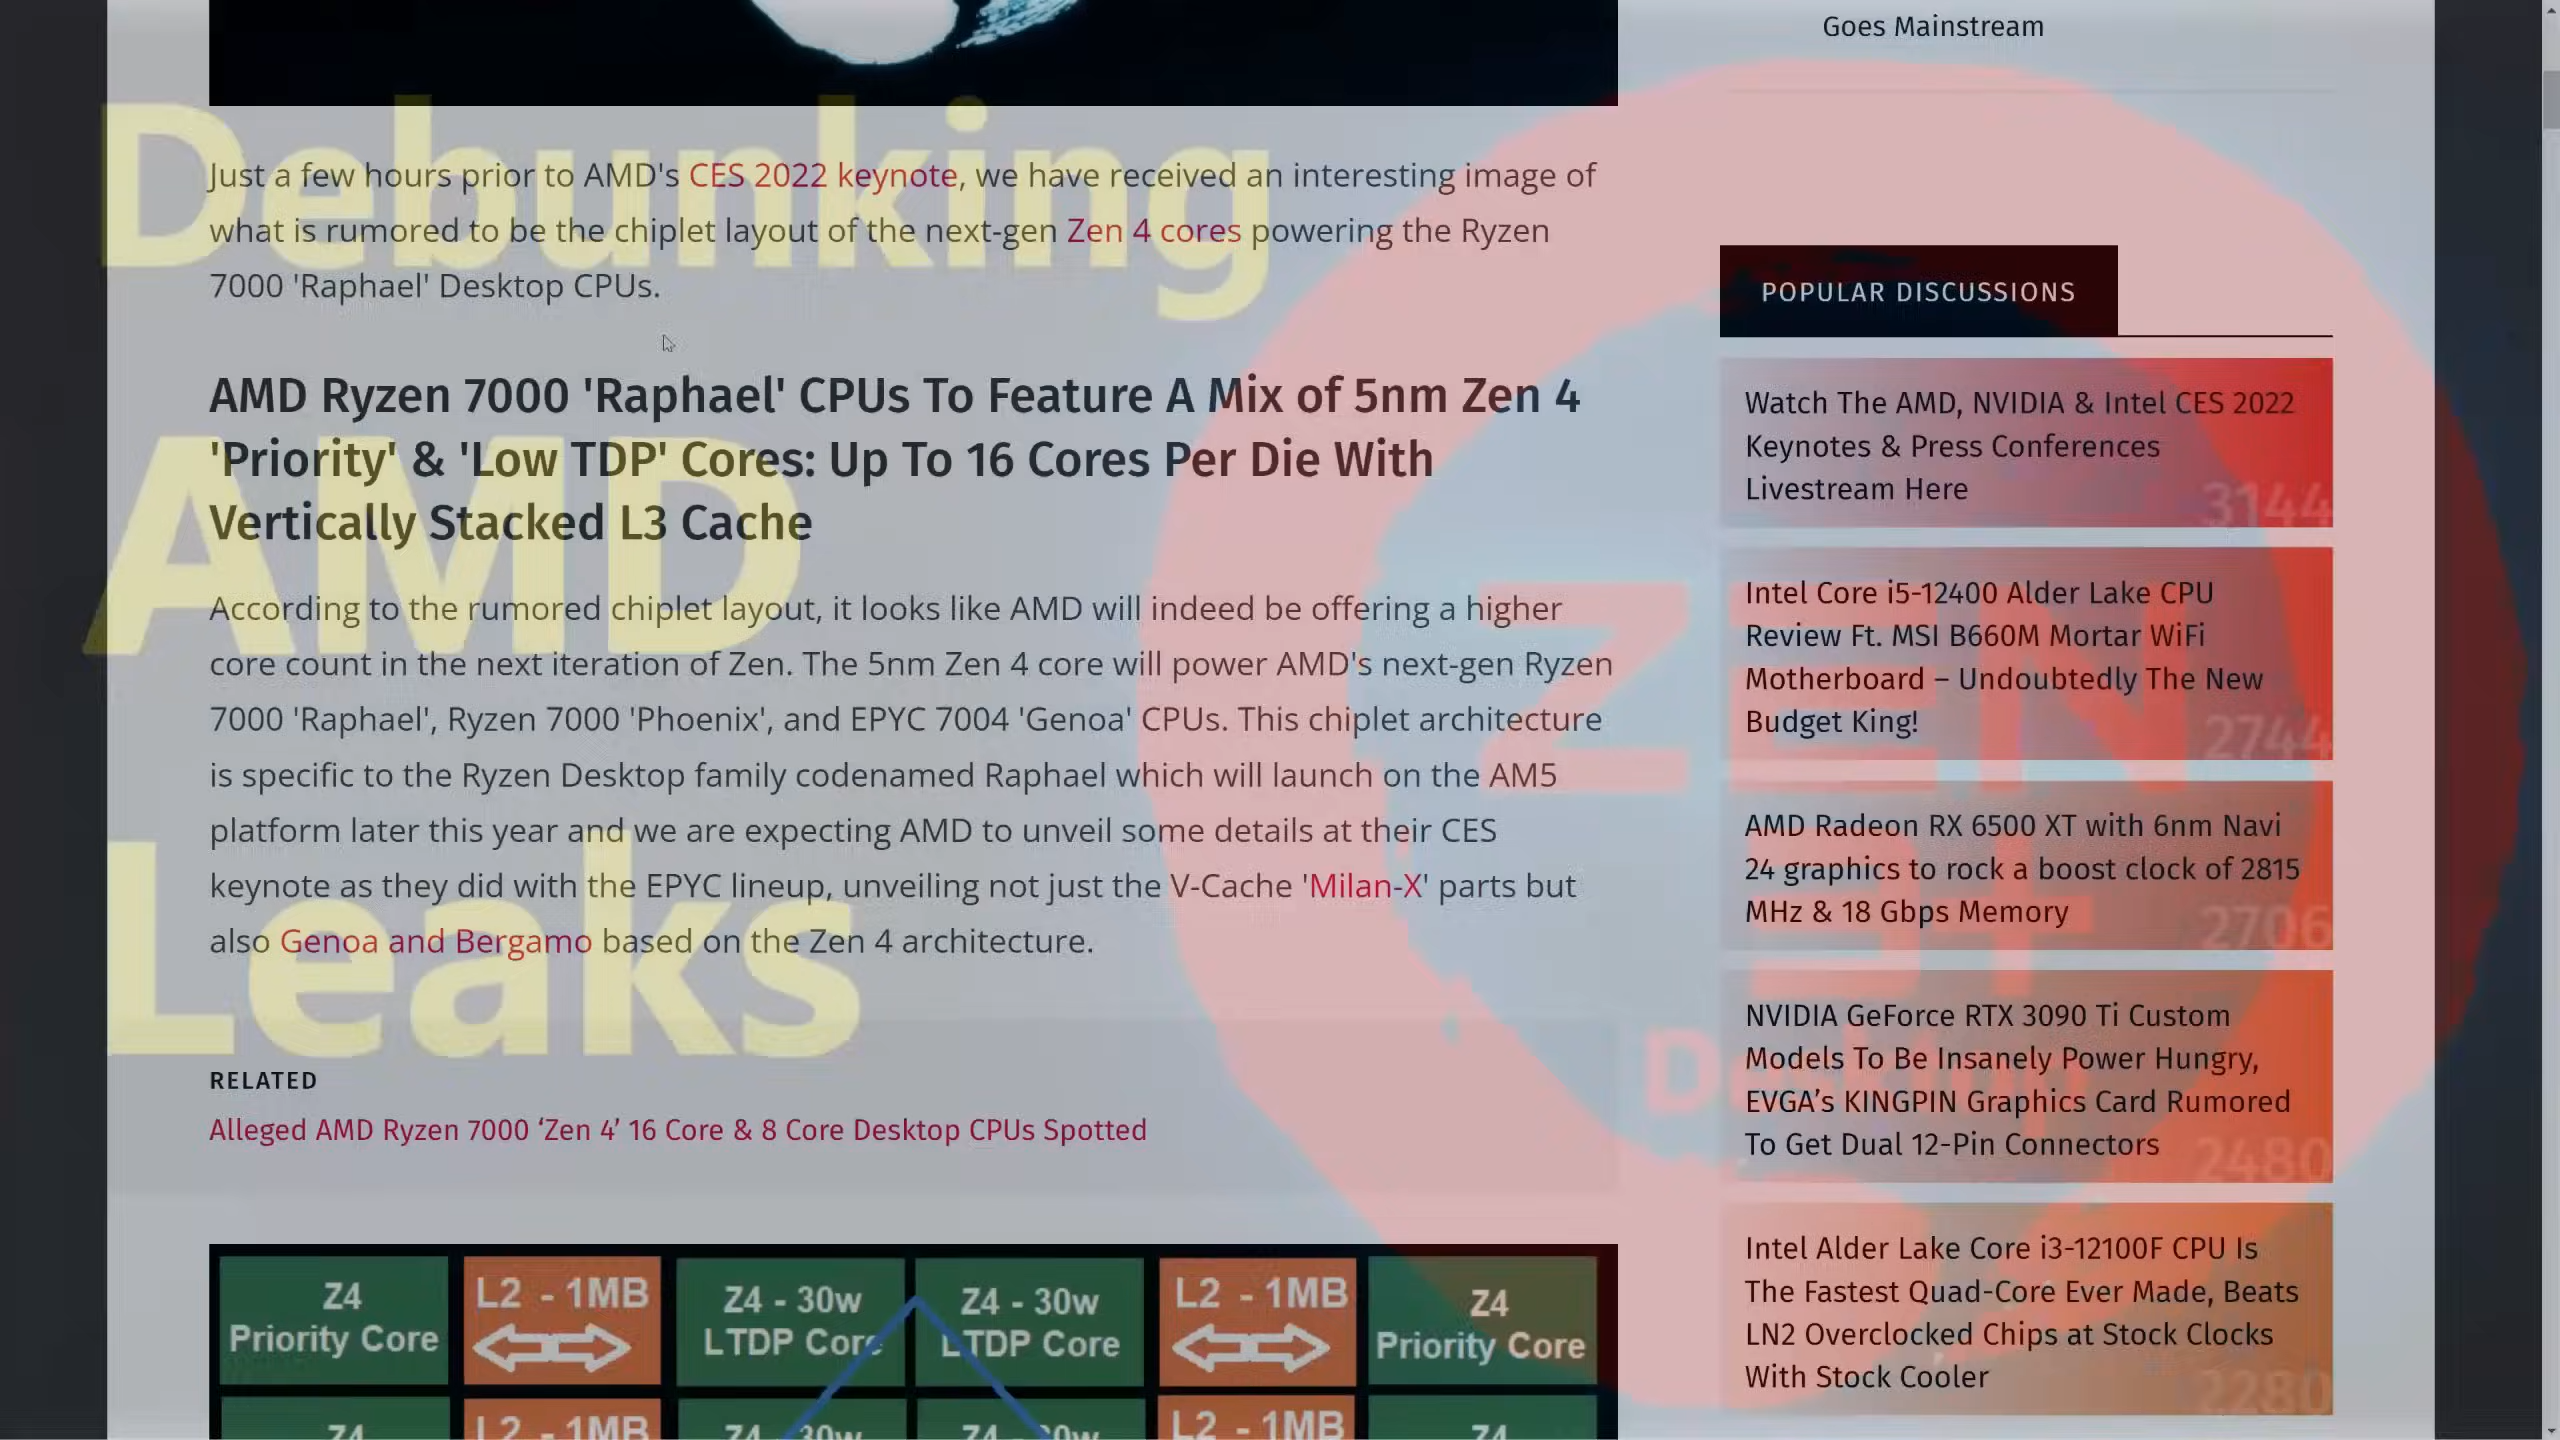 Goes Mainstream
Debunking
AMD
Leaks
Just a few hours prior to AMD's CES 2022 keynote, we have received an interesting image of
what is rumored to be the chiplet layout of the next-gen Zen 4 cores powering the Ryzen
7000 'Raphael' Desktop CPUs.
AMD Ryzen 7000 'Raphael' CPUs To Feature A Mix of 5nm Zen 4
'Priority' & 'Low TDP' Cores: Up To 16 Cores Per Die With
Vertically Stacked L3 Cache
According to the rumored chiplet layout, it looks like AMD will indeed be offering a higher
core count in the next iteration of Zen. The 5nm Zen 4 core will power AMD's next-gen Ryzen
7000 'Raphael', Ryzen 7000 'Phoenix', and EPYC 7004 'Genoa' CPUs. This chiplet architecture
is specific to the Ryzen Desktop family codenamed Raphael which will launch on the AM5
platform later this year and we are expecting AMD to unveil some details at their CES
keynote as they did with the EPYC lineup, unveiling not just the V-Cache 'Milan-X' parts but
also Genoa and Bergamo based on the Zen 4 architecture.
RELATED
Alleged AMD Ryzen 7000 ‘Zen 4’ 16 Core & 8 Core Desktop CPUs Spotted
Z4
Priority Core
L2 - 1MB
Z4 - 30w
LTDP Core
Z4 - 30w
LTDP Core
L2 - 1MB
Z4
Priority Core
Z4
L2 - 1MB
Z4 - 30w
Z4 - 30w
L2 - 1MB
Z4
ZEN
POPULAR DISCUSSIONS
Watch The AMD, NVIDIA & Intel CES 2022
Keynotes & Press Conferences
Livestream Here
3144
Intel Core i5-12400 Alder Lake CPU
Review Ft. MSI B660M Mortar WiFi
Motherboard – Undoubtedly The New
Budget King!
2744
AMD Radeon RX 6500 XT with 6nm Navi
24 graphics to rock a boost clock of 2815
MHz & 18 Gbps Memory
2706
NVIDIA GeForce RTX 3090 Ti Custom
Models To Be Insanely Power Hungry,
EVGA’s KINGPIN Graphics Card Rumored
To Get Dual 12-Pin Connectors
2480
Intel Alder Lake Core i3-12100F CPU Is
The Fastest Quad-Core Ever Made, Beats
LN2 Overclocked Chips at Stock Clocks
With Stock Cooler
2280